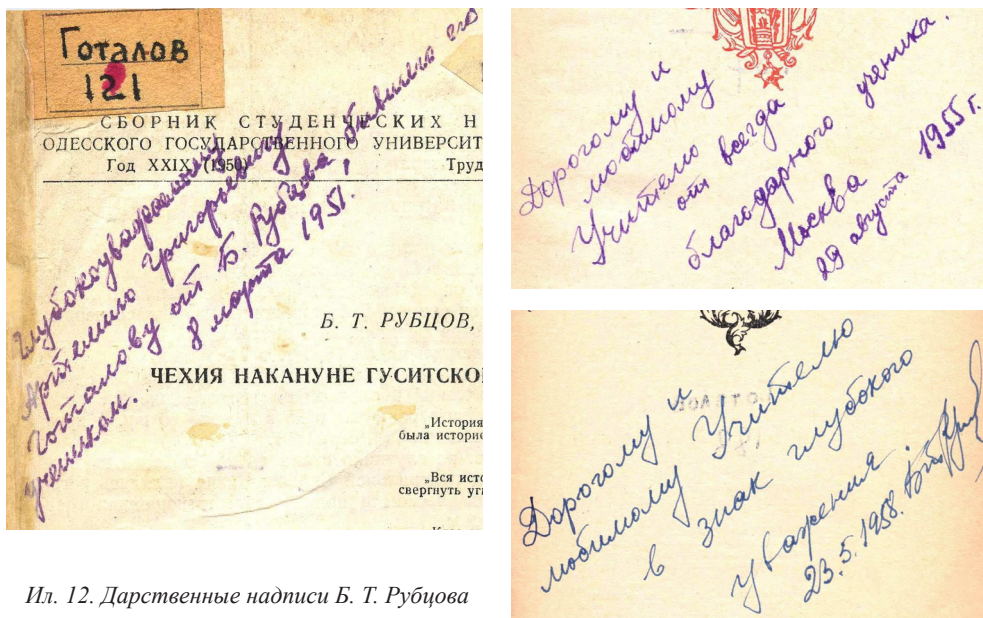 Готалов
121
СБОРНИК СТУДЕНЧЕСКИХ Н
ОДЕССКОГО ГОСУДАРСТВЕННОГО УНИВЕРСИТ
Год XXIX (1950) Труд
Глубокоуважаемому
Артемию Григорьевичу
Готалову от Б. Рубцова, бывшего его
учеником.
8 марта 1951.
Б. Т. РУБЦОВ,
ЧЕХИЯ НАКАНУНЕ ГУСИТСКО
„История
была историе
„Вся исто
свергнуть уг
Дорогому и
любимому
Учителю
от всегда
благодарного ученика.
Москва
29 августа 1955 г.
Дорогому и
любимому Учителю
в знак глубокого
уважения
23.5.1958.
Ил. 12. Дарственные надписи Б. Т. Рубцова